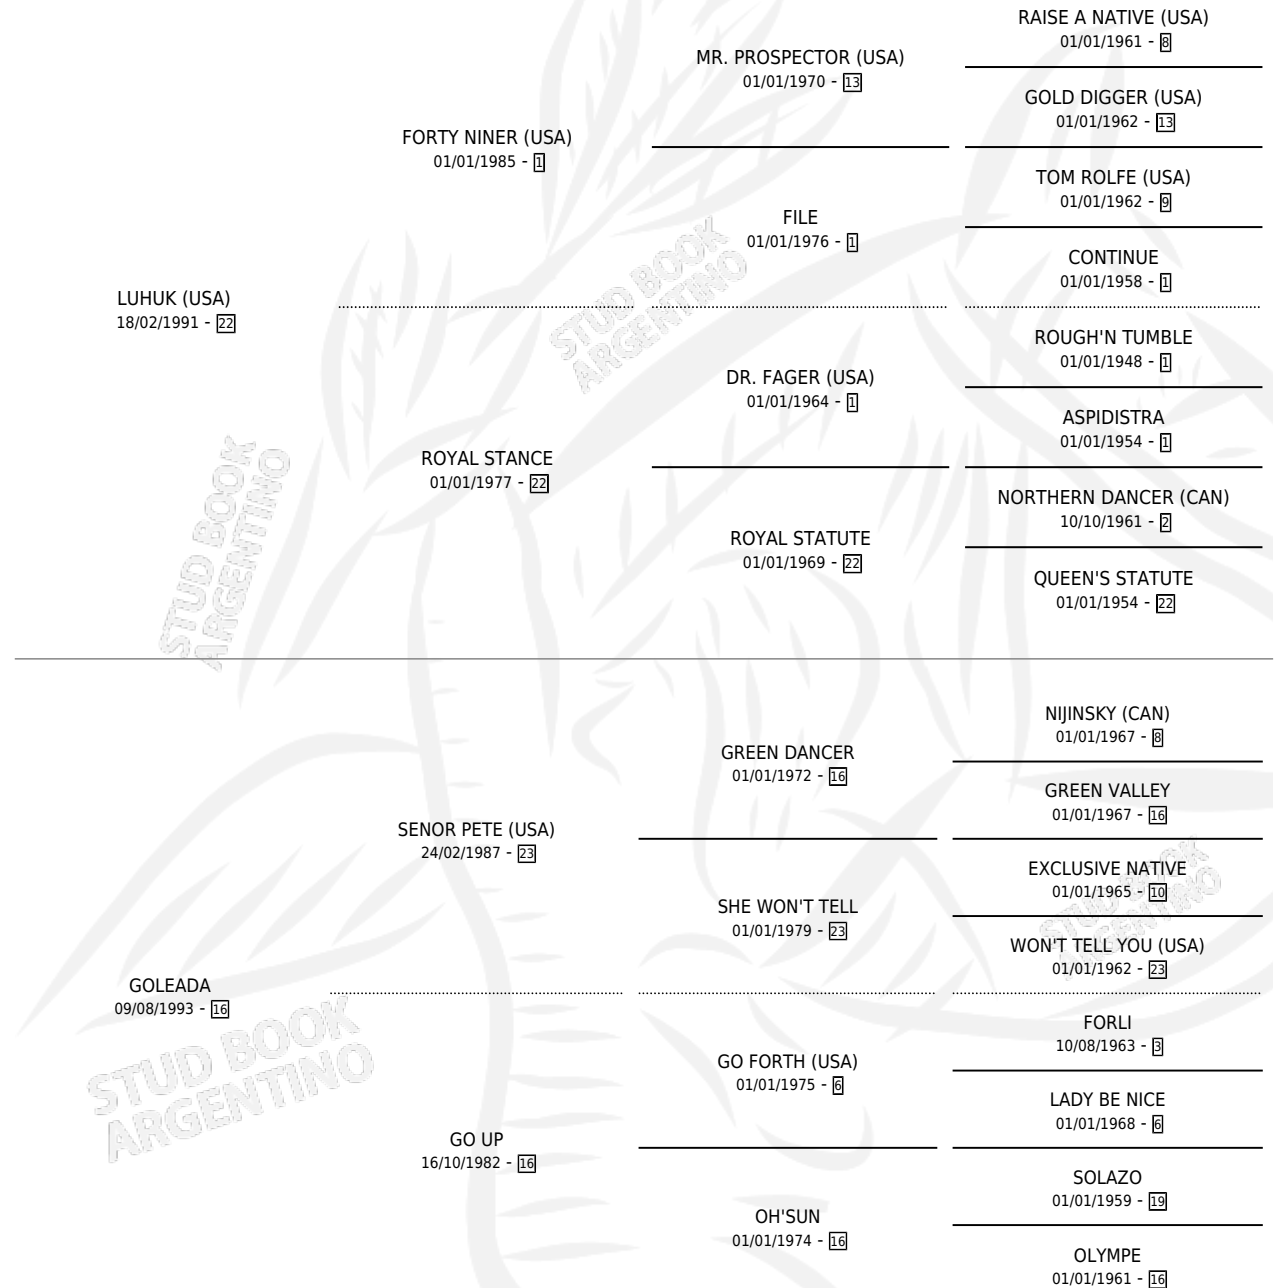 RAISE A NATIVE (USA)
01/01/1961 - 8
MR. PROSPECTOR (USA)
01/01/1970 - 13
GOLD DIGGER (USA)
01/01/1962 - 13
FORTY NINER (USA)
01/01/1985 - 1
TOM ROLFE (USA)
01/01/1962 - 9
FILE
01/01/1976 - 1
CONTINUE
01/01/1958 - 1
LUHUK (USA)
18/02/1991 - 22
ROUGH'N TUMBLE
01/01/1948 - 1
DR. FAGER (USA)
01/01/1964 - 1
ASPIDISTRA
01/01/1954 - 1
ROYAL STANCE
01/01/1977 - 22
NORTHERN DANCER (CAN)
10/10/1961 - 2
ROYAL STATUTE
01/01/1969 - 22
QUEEN'S STATUTE
01/01/1954 - 22
NIJINSKY (CAN)
01/01/1967 - 8
GREEN DANCER
01/01/1972 - 16
GREEN VALLEY
01/01/1967 - 16
SENOR PETE (USA)
24/02/1987 - 23
EXCLUSIVE NATIVE
01/01/1965 - 10
SHE WON'T TELL
01/01/1979 - 23
WON'T TELL YOU (USA)
01/01/1962 - 23
GOLEADA
09/08/1993 - 16
FORLI
10/08/1963 - 3
GO FORTH (USA)
01/01/1975 - 6
LADY BE NICE
01/01/1968 - 6
GO UP
16/10/1982 - 16
SOLAZO
01/01/1959 - 19
OH'SUN
01/01/1974 - 16
OLYMPE
01/01/1961 - 16
STUD BOOK
ARGENTINO
STUD BOOK
ARGENTINO
STUD BOOK
ARGENTINO
STUD BOOK
ARGENTINO